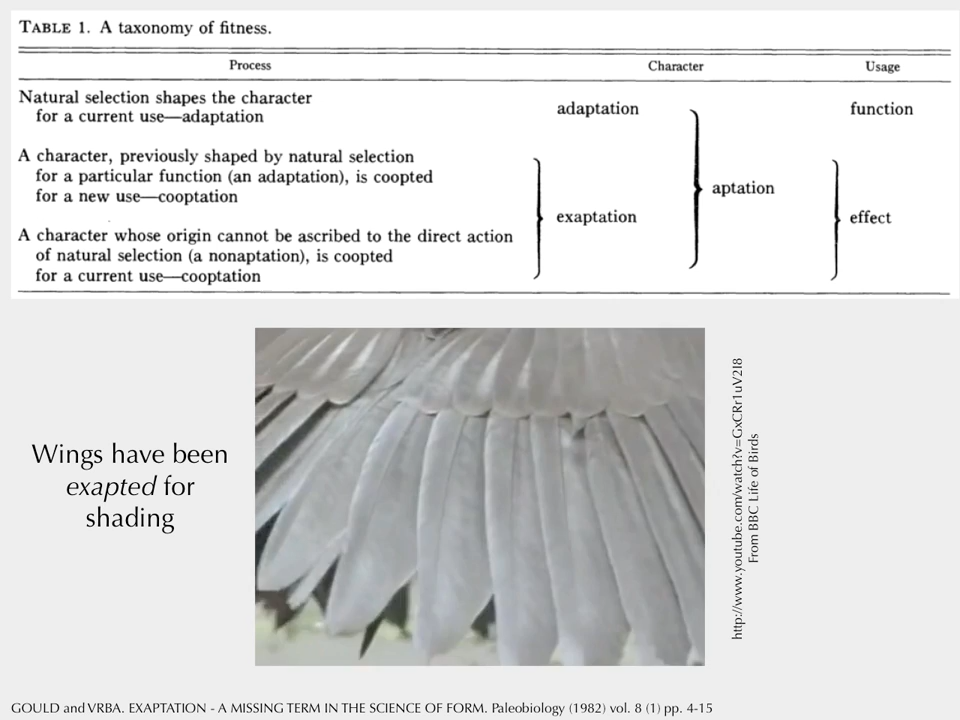 TABLE 1. A taxonomy of fitness.
Process Character Usage
Natural selection shapes the character
for a current use—adaptation
adaptation
function
A character, previously shaped by natural selection
for a particular function (an adaptation), is coopted
for a new use—cooptation
A character whose origin cannot be ascribed to the direct action
of natural selection (a nonaptation), is coopted
for a current use—cooptation
exaptation
aptation
effect
Wings have been
exapted for
shading
http://www.youtube.com/watch?v=GxCRr1uV2I8
From BBC Life of Birds
GOULD and VRBA. EXAPTATION - A MISSING TERM IN THE SCIENCE OF FORM. Paleobiology (1982) vol. 8 (1) pp. 4-15